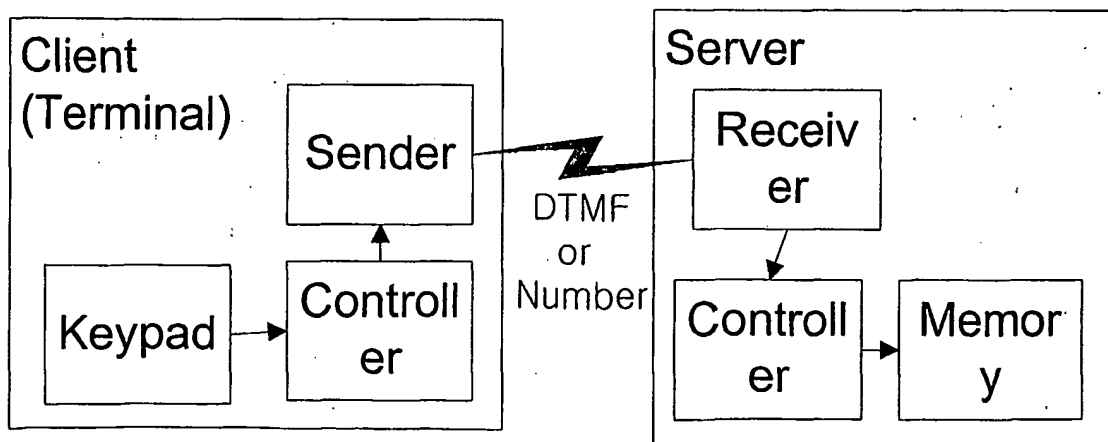 Client
(Terminal)
Sender
Keypad
Controll
er
DTMF
or
Number
Server
Receiv
er
Controll
er
Memor
y